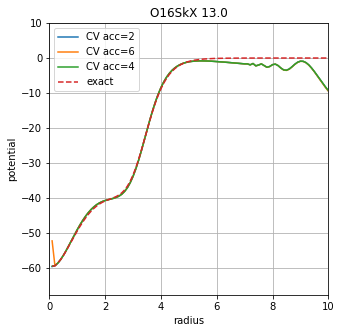 O16SkX 13.0
CV acc=2
CV acc=6
CV acc=4
exact
potential
10
0
−10
−20
−30
−40
−50
−60
0 2 4 6 8 10
radius